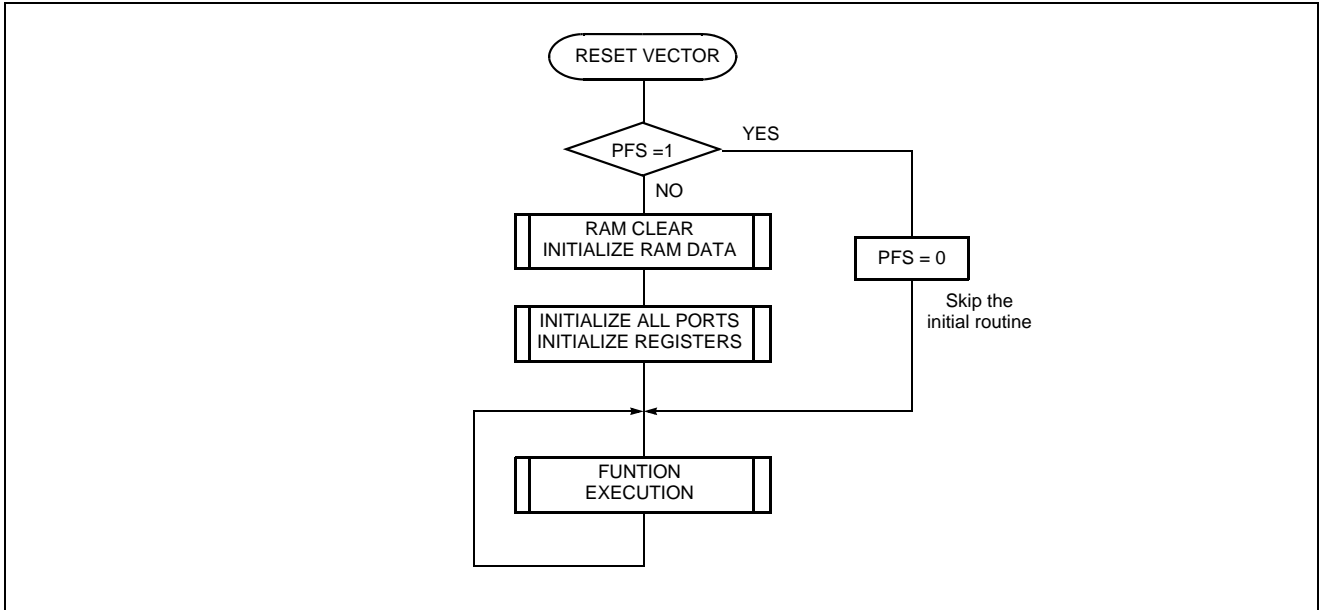 RESET VECTOR
YES
PFS =1
NO
RAM CLEAR
INITIALIZE RAM DATA
PFS = 0
Skip the
initial routine
INITIALIZE ALL PORTS
INITIALIZE REGISTERS
FUNTION
EXECUTION